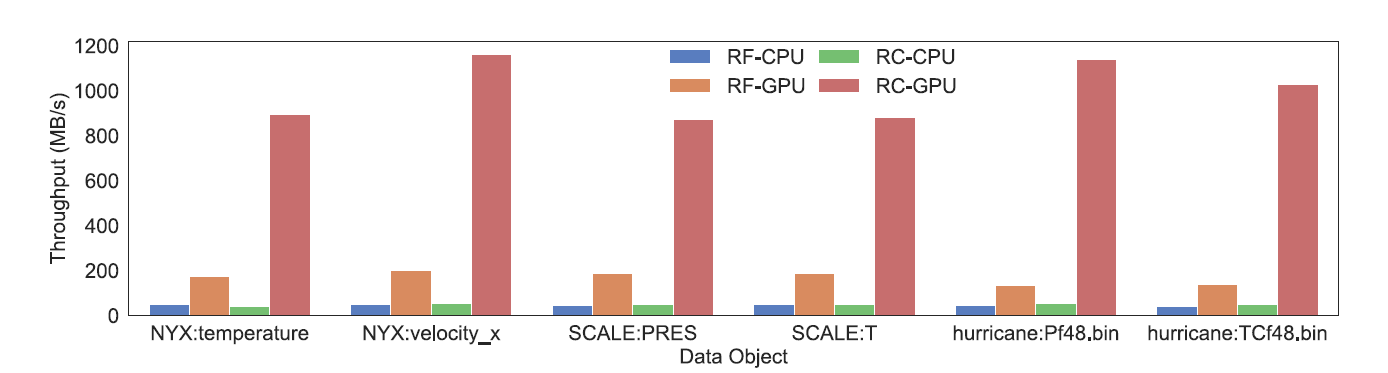 Throughput (MB/s)
1200
1000
800
600
400
200
0
RF-CPU
RF-GPU
RC-CPU
RC-GPU
NYX:temperature
NYX:velocity_x
SCALE:PRES
SCALE:T
hurricane:Pf48.bin
hurricane:TCf48.bin
Data Object